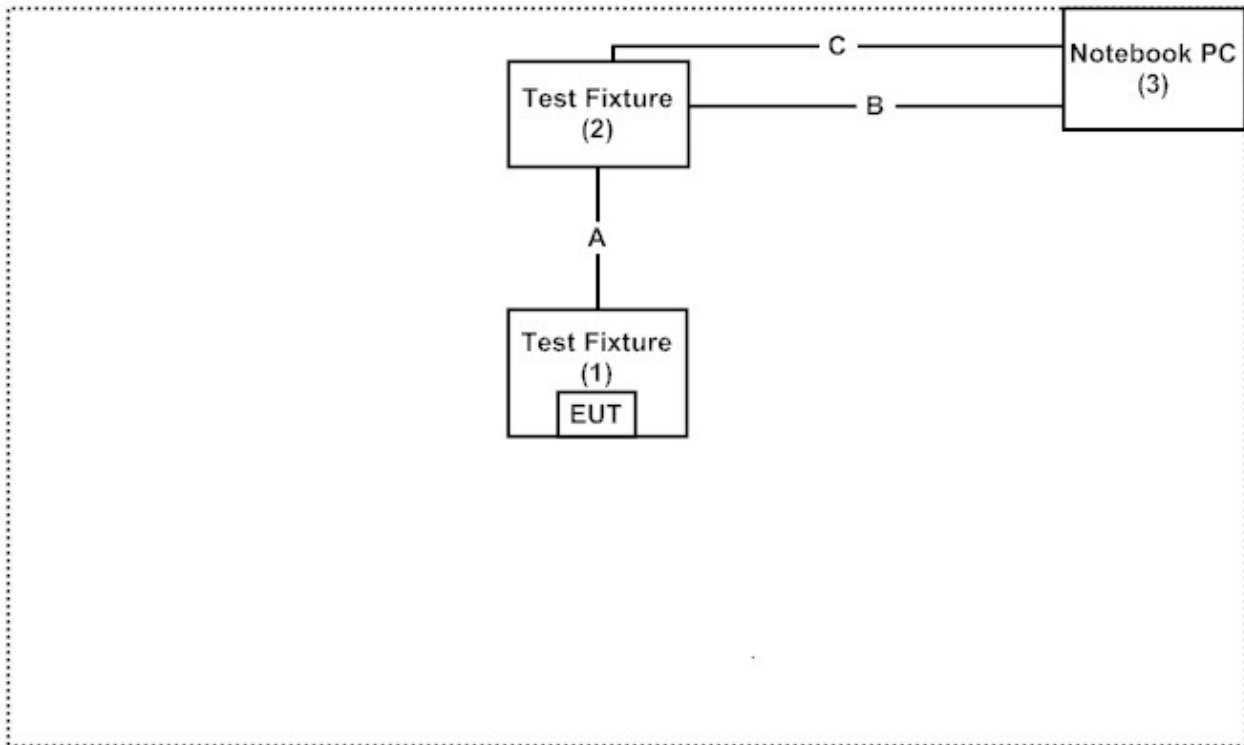 C
Notebook PC
(3)
Test Fixture
(2)
B
A
Test Fixture
(1)
EUT